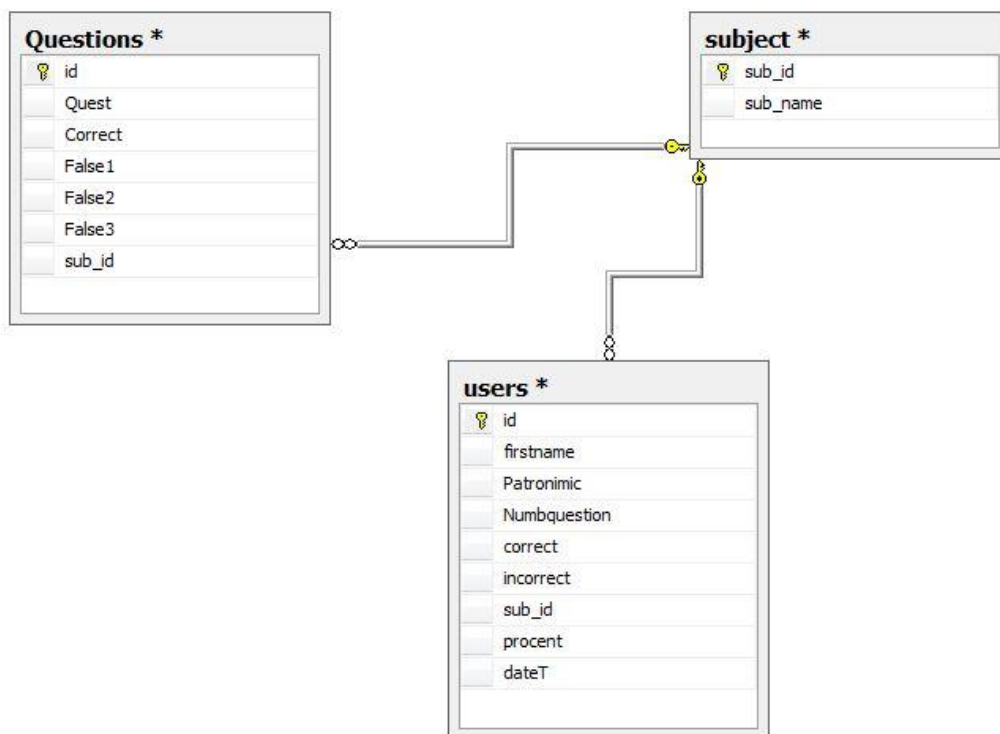 Questions *
id
Quest
Correct
False1
False2
False3
sub_id
subject *
sub_id
sub_name
users *
id
firstname
Patronimic
Numbquestion
correct
incorrect
sub_id
procent
dateT